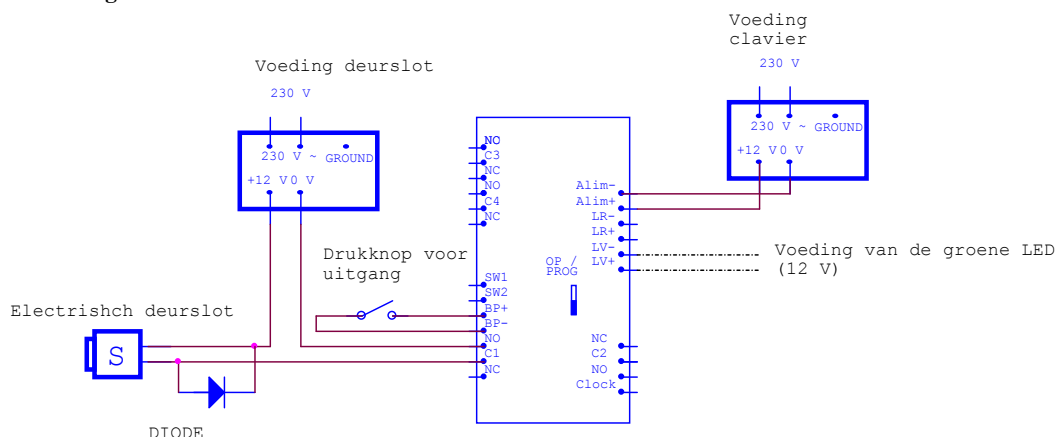 Voeding
clavier
230 V
230 V ~ GROUND
+12 V 0 V
Voeding deurslot
230 V
230 V ~ GROUND
+12 V 0 V
NO
C3
NC
NO
C4
NC
SW1
SW2
BP+
BP-
NO
C1
NC
Alim-
Alim+
LR-
LR+
LV-
LV+
OP /
PROG
NC
C2
NO
Clock
Voeding van de groene LED
(12 V)
Drukknop voor
uitgang
Electrishch deurslot
S
DIODE